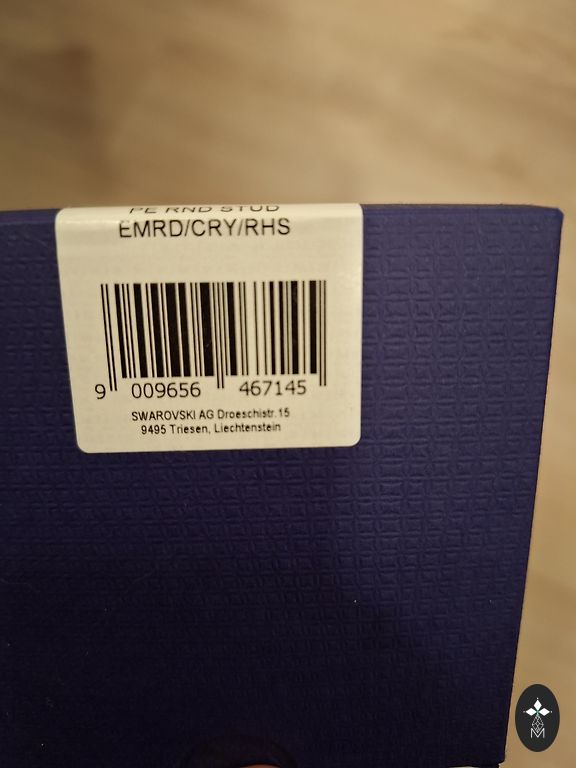 PE RND STUD
EMRD/CRY/RHS
9 009656 467145
SWAROVSKI AG Droeschistr.15
9495 Triesen, Liechtenstein
M